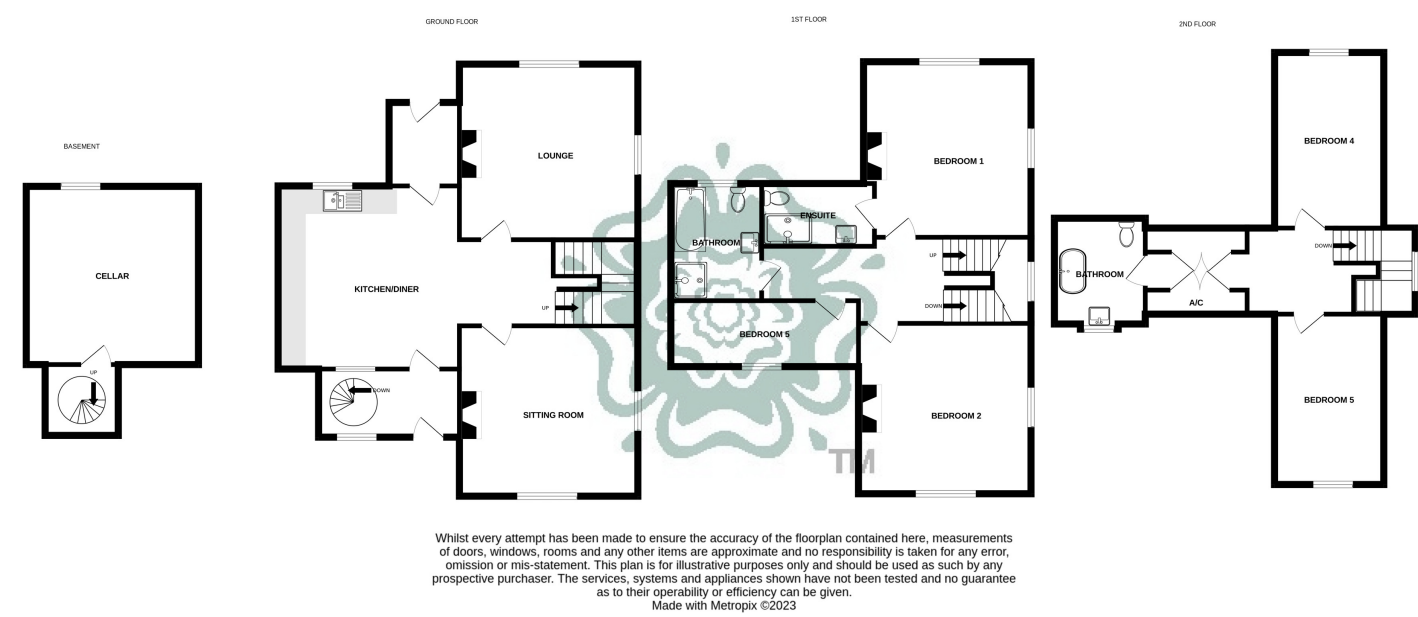 BASEMENT
CELLAR
UP
GROUND FLOOR
LOUNGE
KITCHEN/DINER
UP
DOWN
SITTING ROOM
1ST FLOOR
BEDROOM 1
ENSUITE
BATHROOM
UP
DOWN
BEDROOM 5
BEDROOM 2
TM
2ND FLOOR
BEDROOM 4
DOWN
BATHROOM
A/C
BEDROOM 5
Whilst every attempt has been made to ensure the accuracy of the floorplan contained here, measurements
of doors, windows, rooms and any other items are approximate and no responsibility is taken for any error,
omission or mis-statement. This plan is for illustrative purposes only and should be used as such by any
prospective purchaser. The services, systems and appliances shown have not been tested and no guarantee
as to their operability or efficiency can be given.
Made with Metropix ©2023